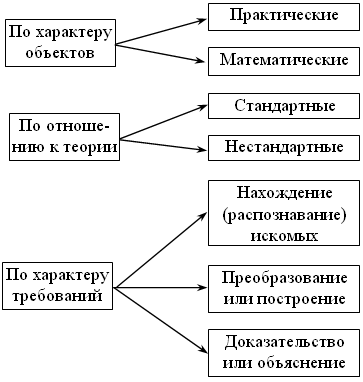 По характеру
объектов
Практические
Математические
По отноше-
нию к теории
Стандартные
Нестандартные
По характеру
требований
Нахождение
(распознавание)
искомых
Преобразование
или построение
Доказательство
или объяснение